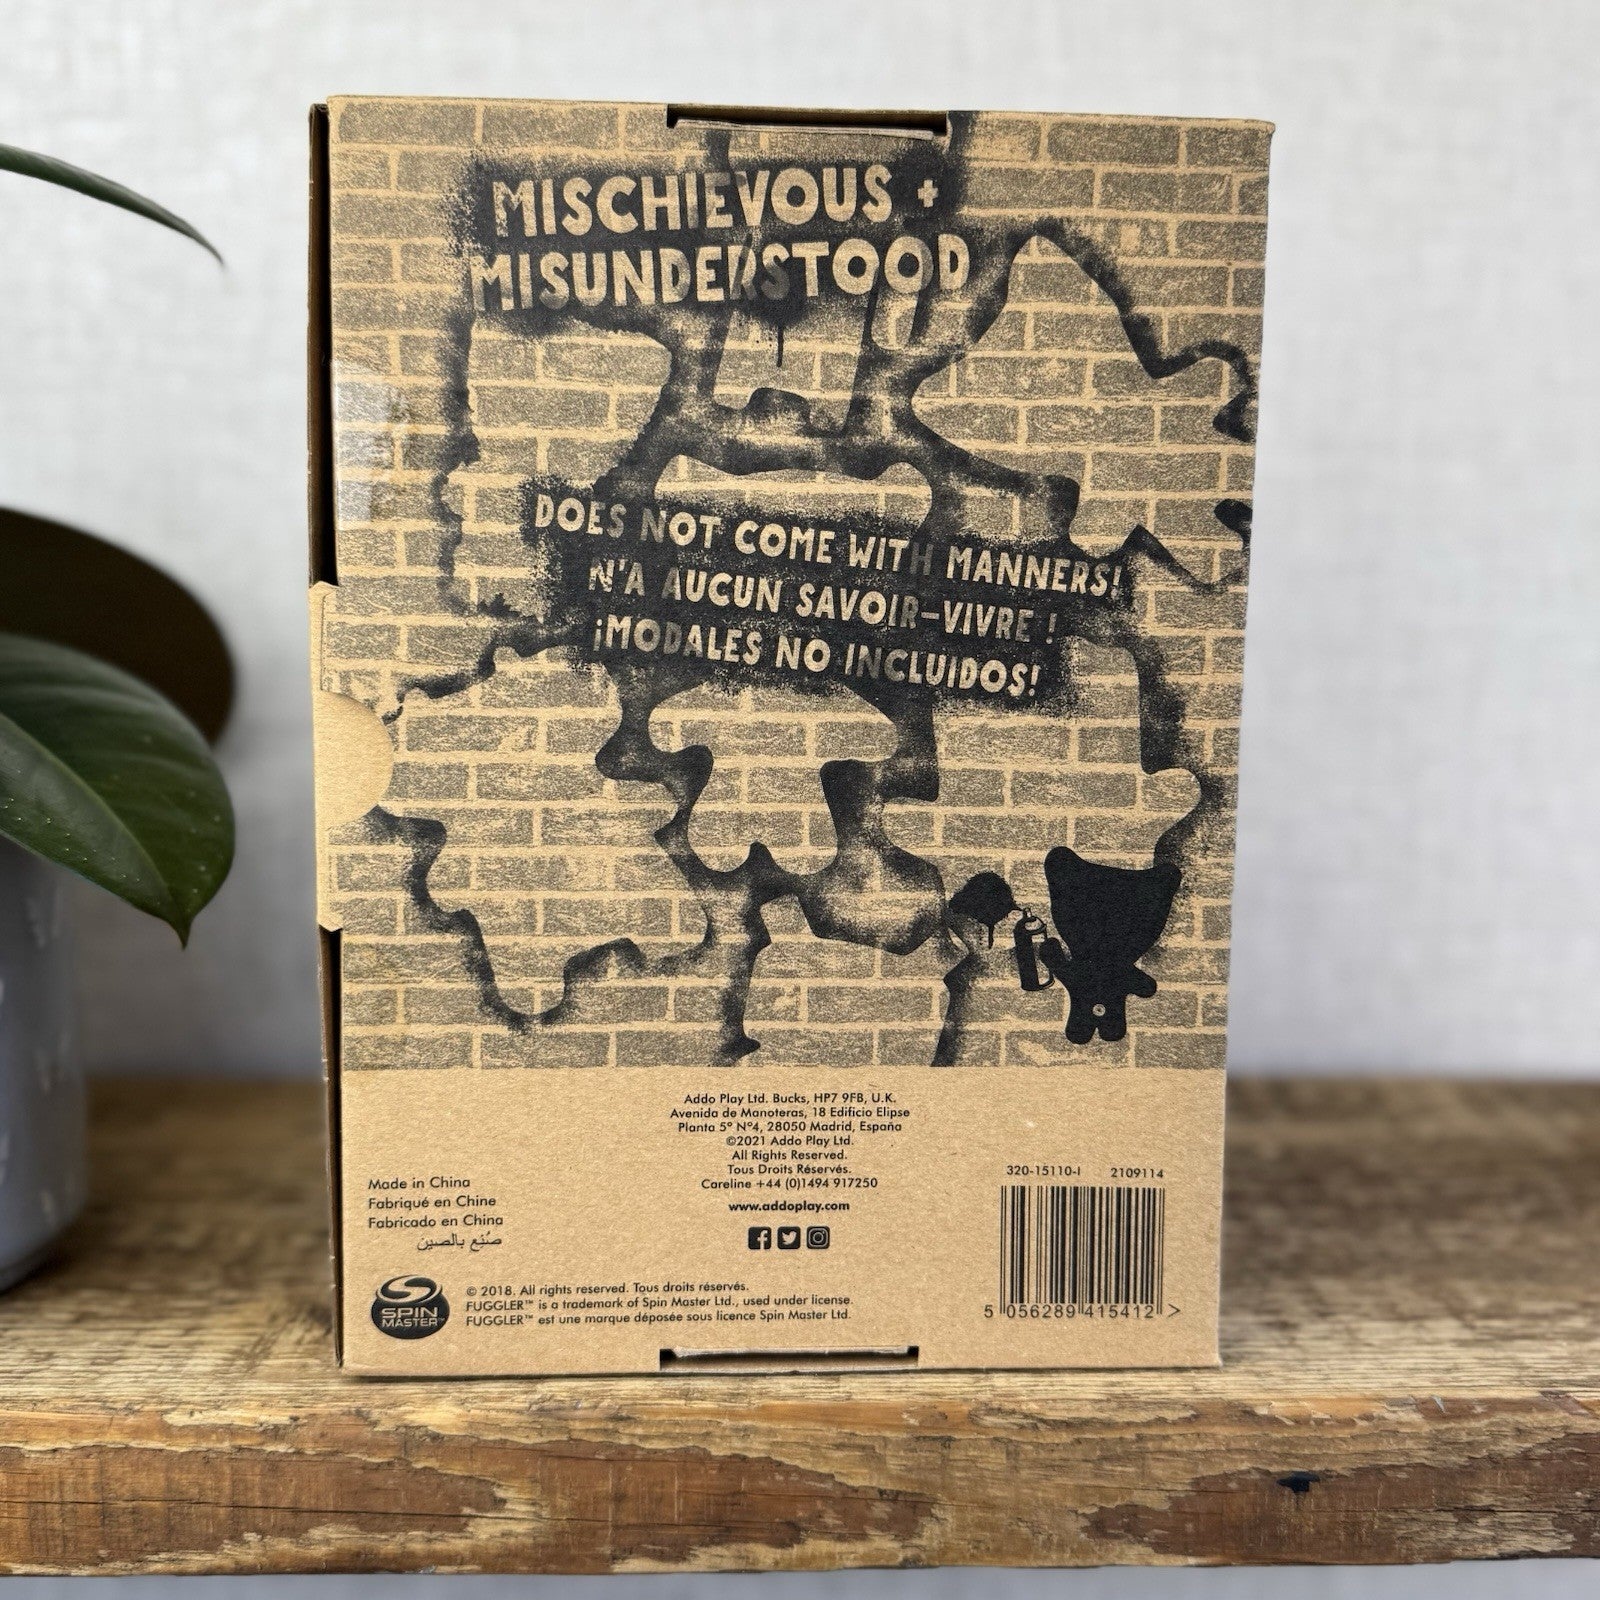 MISCHIEVOUS +
MISUNDERSTOOD
DOES NOT COME WITH MANNERS!
N'A AUCUN SAVOIR-VIVRE !
¡MODALES NO INCLUIDOS!
Addo Play Ltd. Bucks, HP7 9FB, U.K.
Avenida de Manoteras, 18 Edificio Elipse
Planta 5º Nº4, 28050 Madrid, España
©2021 Addo Play Ltd.
All Rights Reserved.
Tous Droits Réservés.
Careline +44 (0)1494 917250
www.addoplay.com
Made in China
Fabriqué en Chine
Fabricado en China
صُنِع بالصين
SPIN
MASTER™
© 2018. All rights reserved. Tous droits réservés.
FUGGLER™ is a trademark of Spin Master Ltd., used under license.
FUGGLER™ est une marque déposée sous licence Spin Master Ltd.
320-15110-I 2109114
5 056289 415412 >